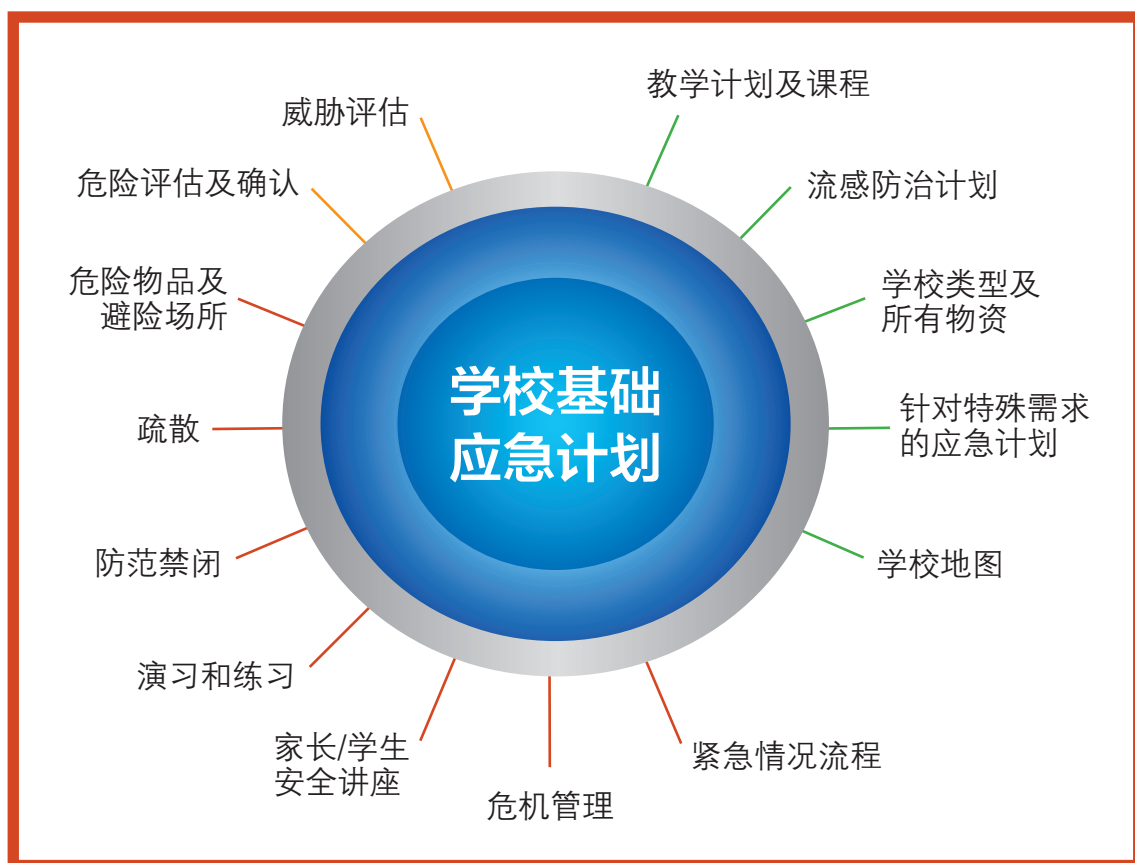 教学计划及课程
威胁评估
危险评估及确认
流感防治计划
危险物品及
避险场所
学校类型及
所有物资
学校基础
应急计划
疏散
针对特殊需求
的应急计划
防范禁闭
学校地图
演习和练习
家长/学生
安全讲座
紧急情况流程
危机管理